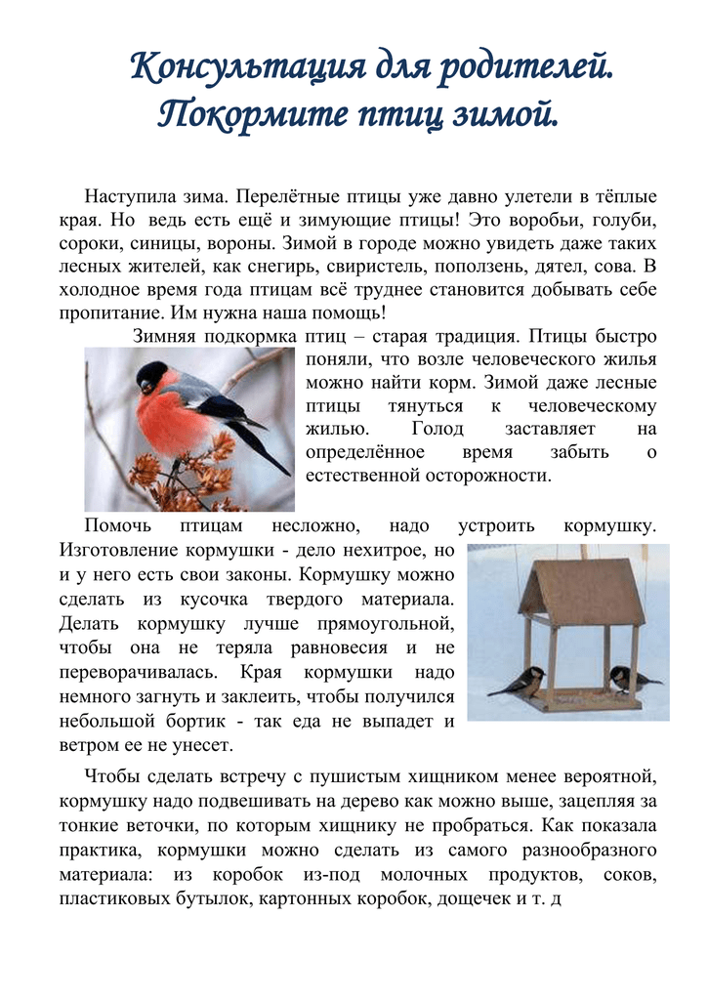 Консультация для родителей.
Покормите птиц зимой.
Наступила зима. Перелётные птицы уже давно улетели в тёплые
края. Но ведь есть ещё и зимующие птицы! Это воробьи, голуби,
сороки, синицы, вороны. Зимой в городе можно увидеть даже таких
лесных жителей, как снегирь, свиристель, поползень, дятел, сова. В
холодное время года птицам всё труднее становится добывать себе
пропитание. Им нужна наша помощь!
Зимняя подкормка птиц – старая традиция. Птицы быстро
поняли, что возле человеческого жилья
можно найти корм. Зимой даже лесные
птицы тянуться к человеческому
жилью. Голод заставляет на
определённое время забыть о
естественной осторожности.
Помочь птицам несложно, надо устроить кормушку.
Изготовление кормушки - дело нехитрое, но
и у него есть свои законы. Кормушку можно
сделать из кусочка твердого материала.
Делать кормушку лучше прямоугольной,
чтобы она не теряла равновесия и не
переворачивалась. Края кормушки надо
немного загнуть и заклеить, чтобы получился
небольшой бортик - так еда не выпадет и
ветром ее не унесет.
Чтобы сделать встречу с пушистым хищником менее вероятной,
кормушку надо подвешивать на дерево как можно выше, зацепляя за
тонкие веточки, по которым хищнику не пробраться. Как показала
практика, кормушки можно сделать из самого разнообразного
материала: из коробок из-под молочных продуктов, соков,
пластиковых бутылок, картонных коробок, дощечек и т. д